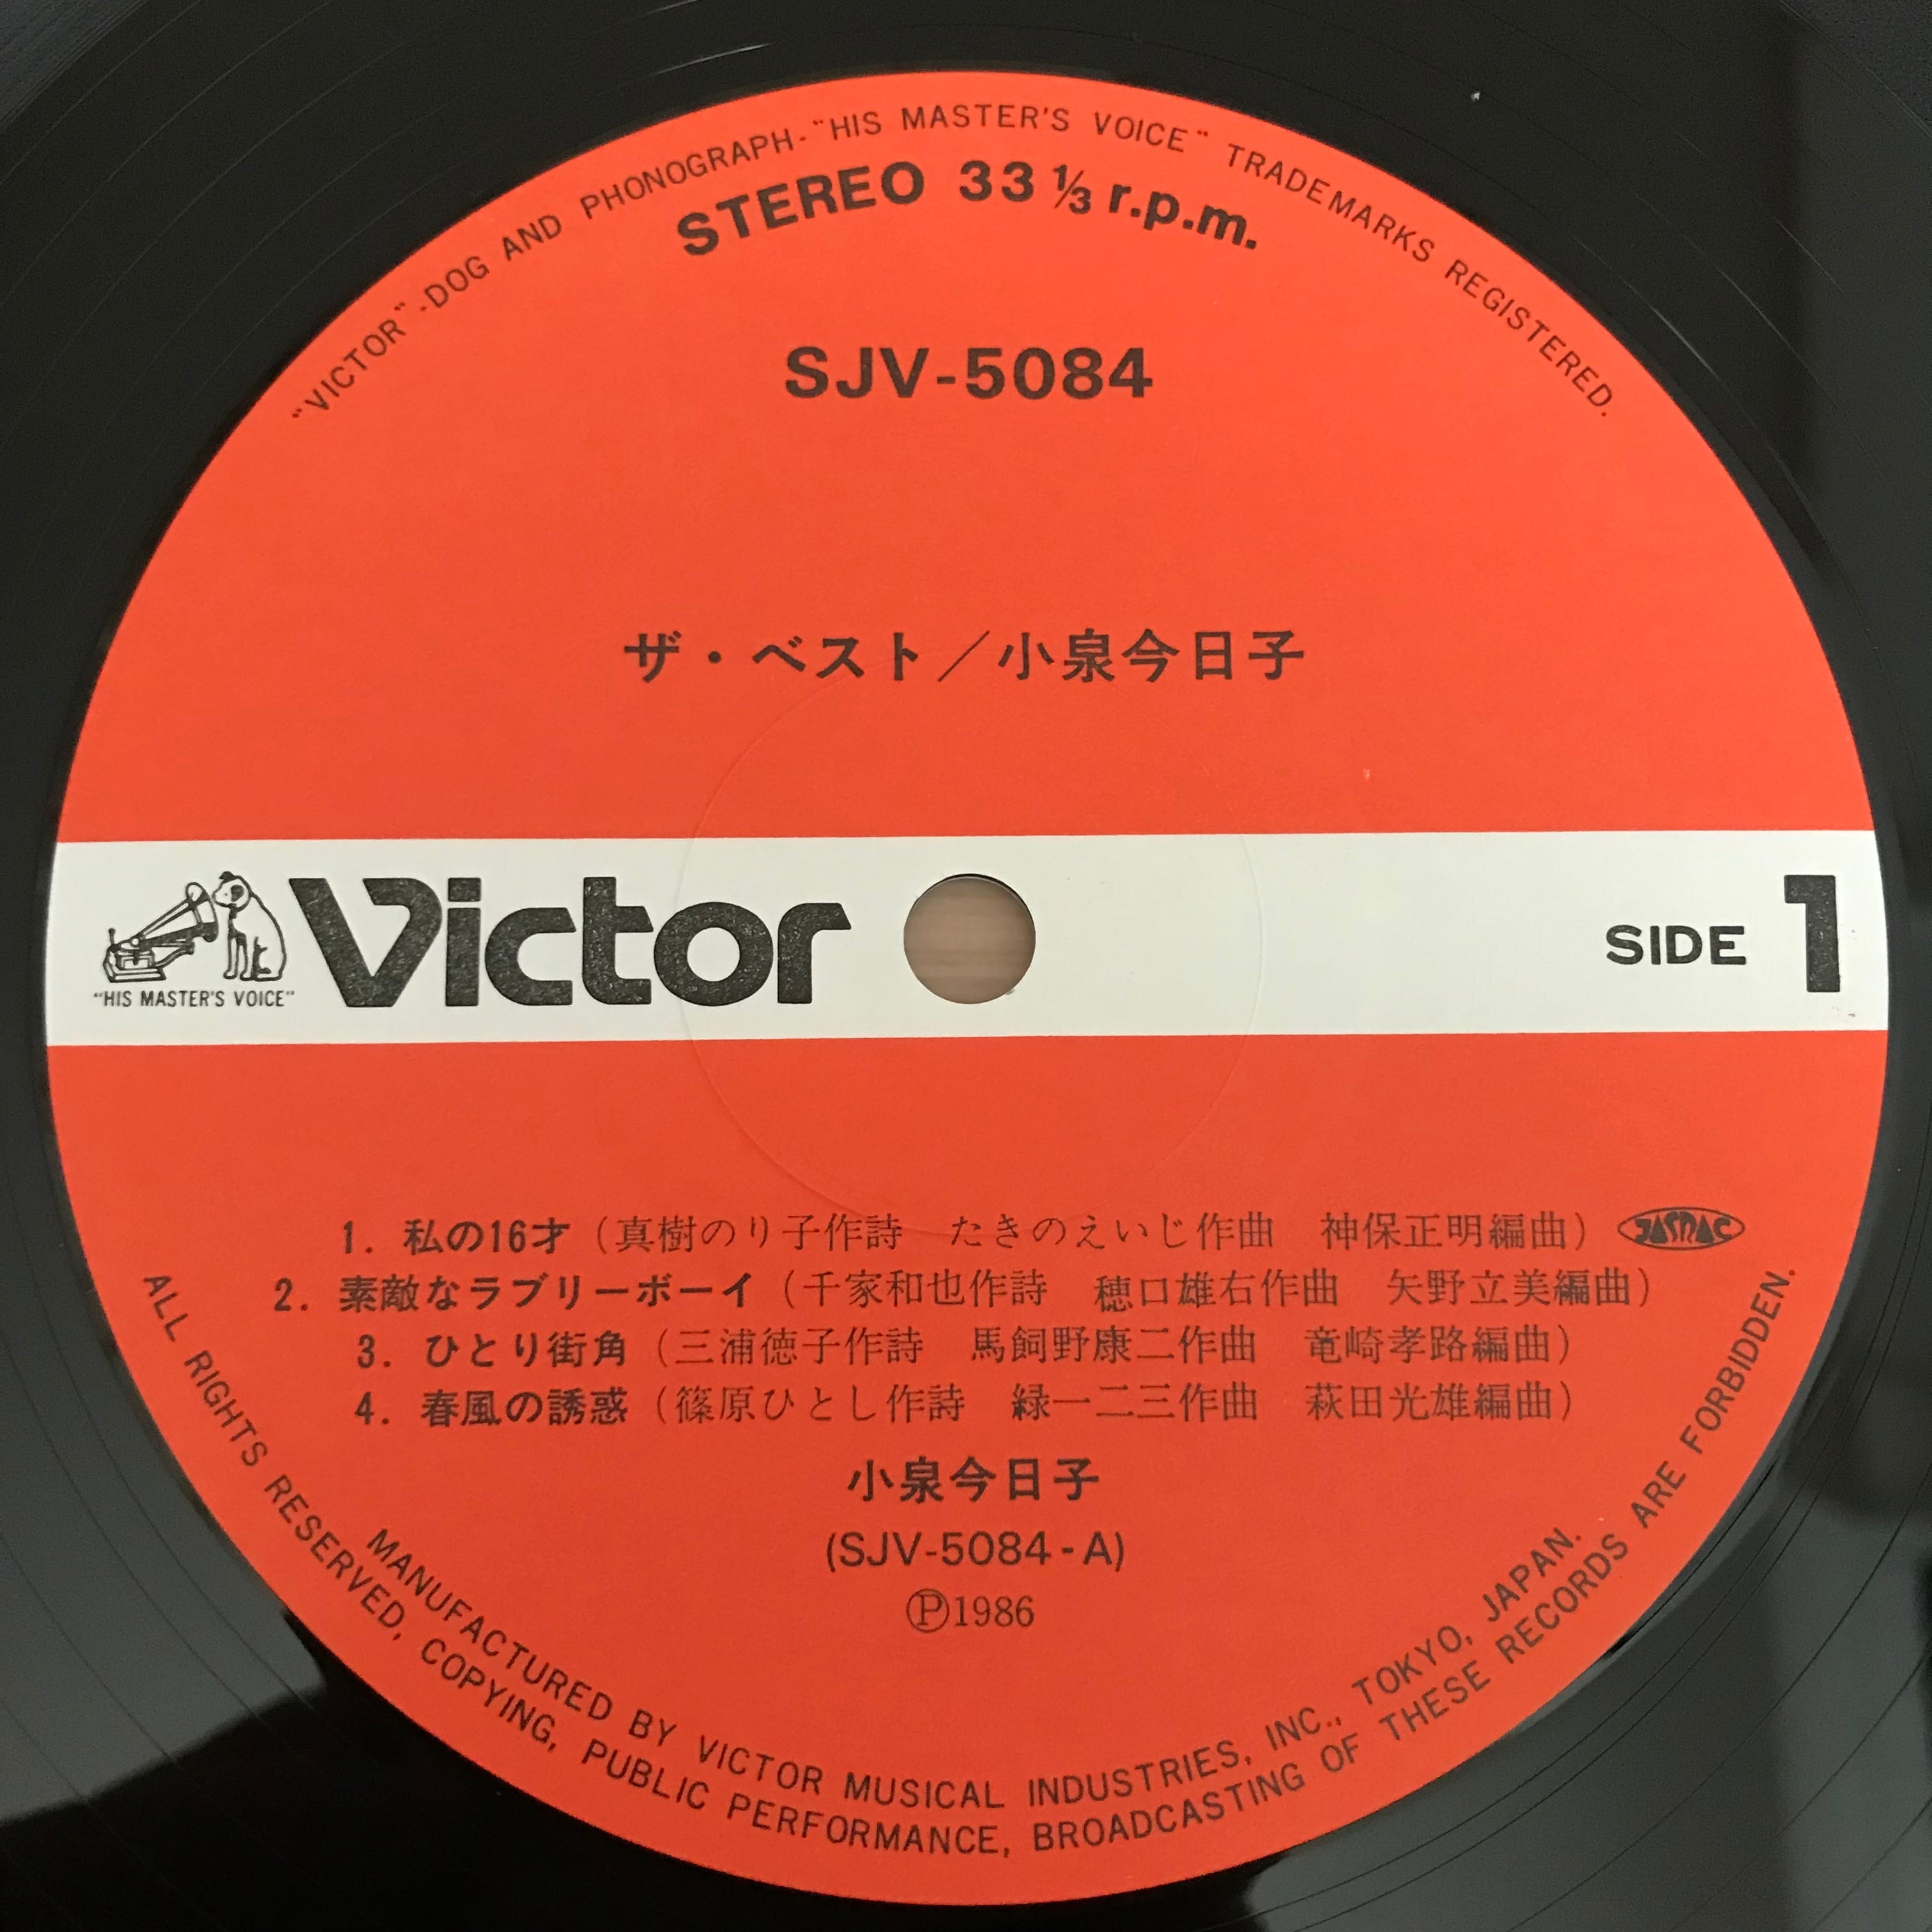 "VICTOR"-DOG AND PHONOGRAPH-"HIS MASTER'S VOICE" TRADEMARKS REGISTERED.
STEREO 33⅓ r.p.m.
SJV-5084
ザ・ベスト／小泉今日子
"HIS MASTER'S VOICE"
Victor
SIDE 1
1. 私の16才（真樹のり子作詩　たきのえいじ作曲　神保正明編曲）JASRAC
2. 素敵なラブリーボーイ（千家和也作詩　穂口雄右作曲　矢野立美編曲）
3. ひとり街角（三浦徳子作詩　馬飼野康二作曲　竜崎孝路編曲）
4. 春風の誘惑（篠原ひとし作詩　緑一二三作曲　萩田光雄編曲）
小泉今日子
(SJV-5084-A)
Ⓟ1986
MANUFACTURED BY VICTOR MUSICAL INDUSTRIES, INC., TOKYO, JAPAN.
ALL RIGHTS RESERVED, COPYING, PUBLIC PERFORMANCE, BROADCASTING OF THESE RECORDS ARE FORBIDDEN.